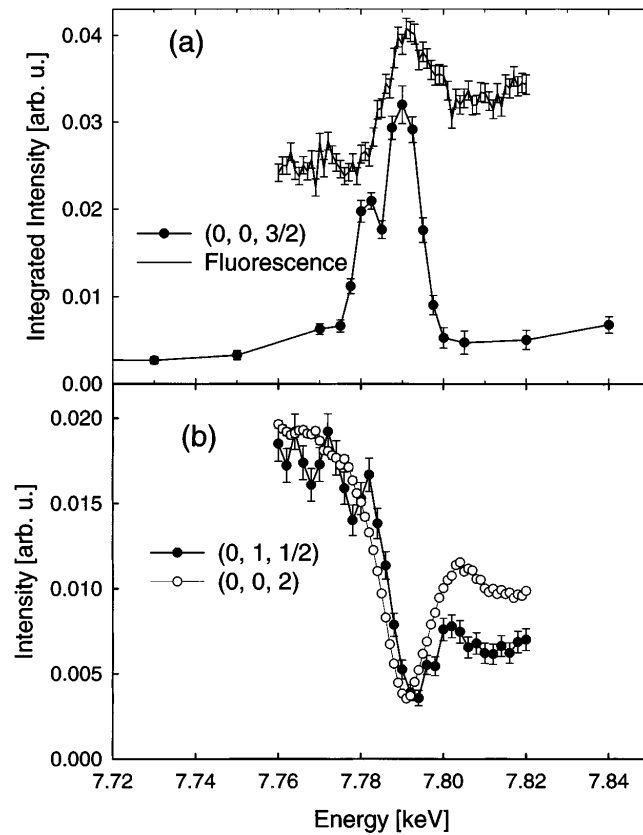 (a)
0.04
0.03
0.02
0.01
0.00
Integrated Intensity [arb. u.]
(0, 0, 3/2)
Fluorescence
(b)
0.020
0.015
0.010
0.005
0.000
Intensity [arb. u.]
(0, 1, 1/2)
(0, 0, 2)
7.72 7.74 7.76 7.78 7.80 7.82 7.84
Energy [keV]